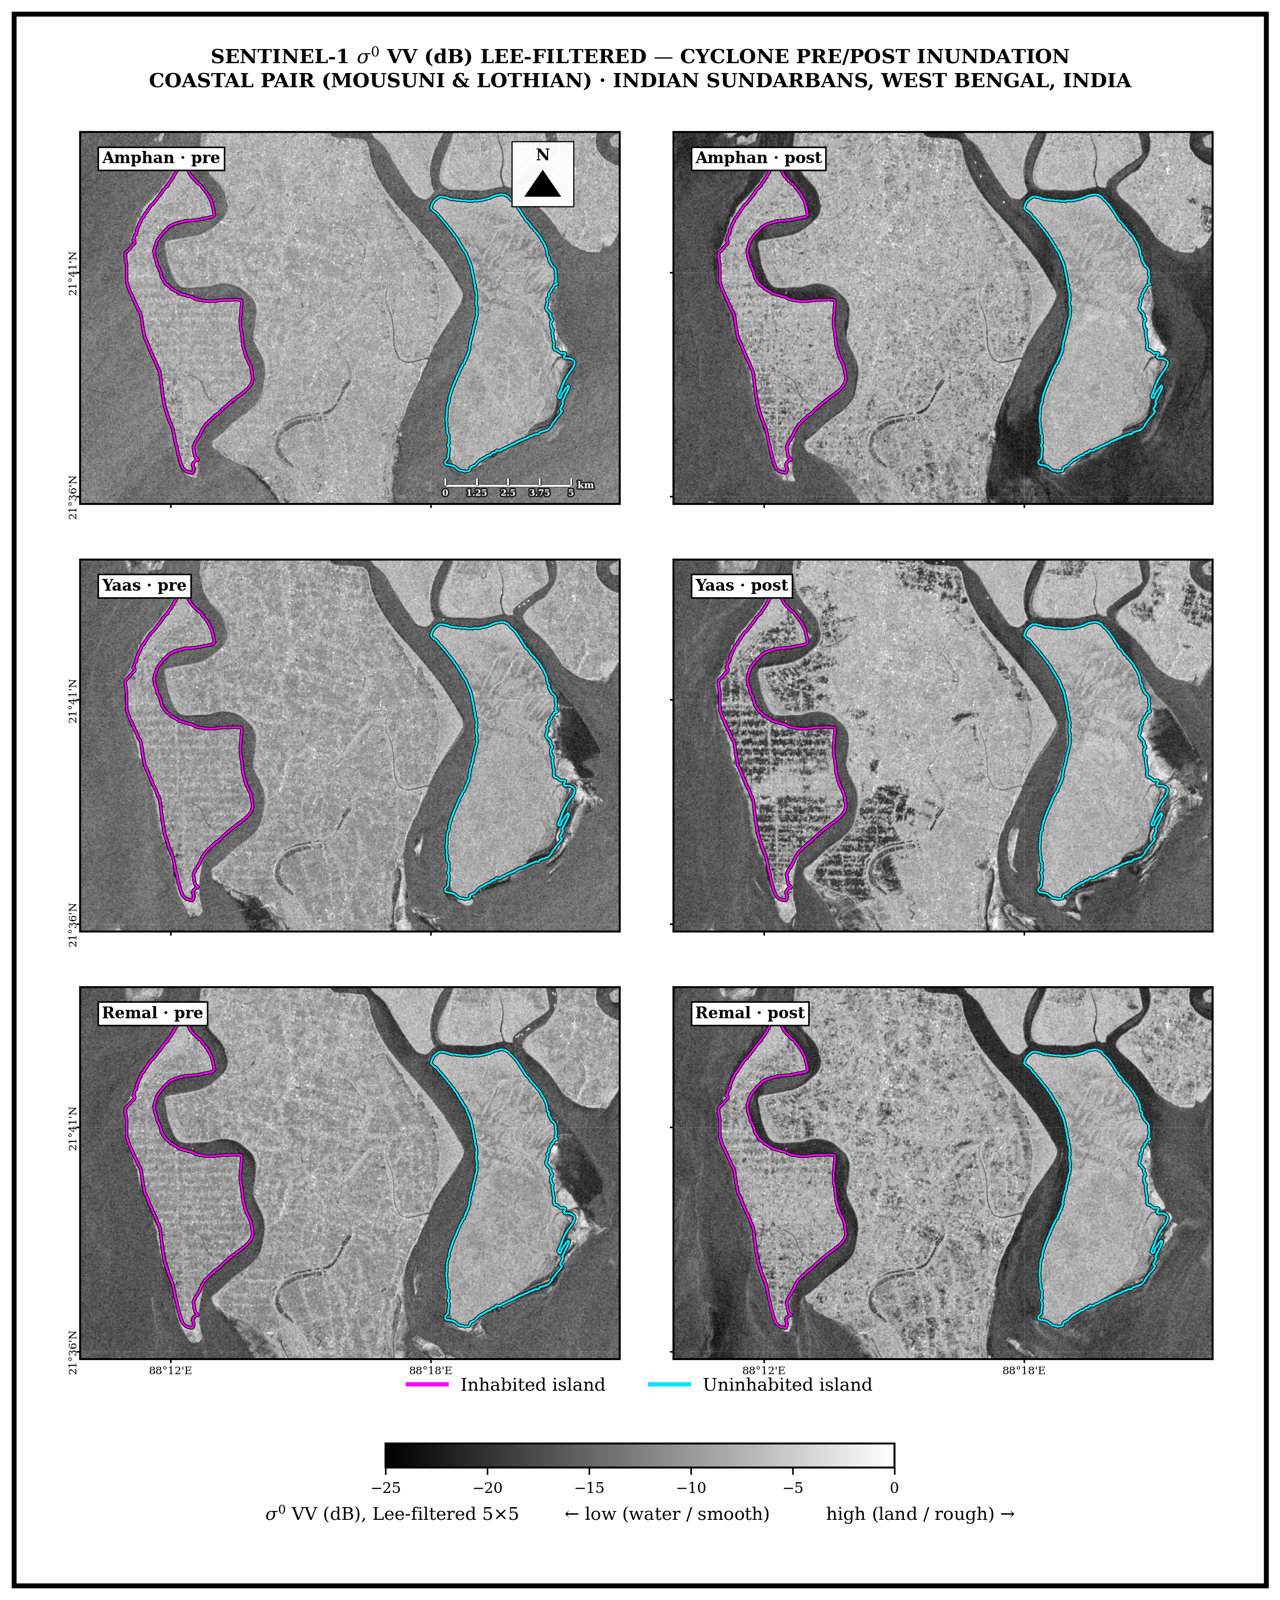 SENTINEL-1 σ⁰ VV (dB) LEE-FILTERED — CYCLONE PRE/POST INUNDATION
COASTAL PAIR (MOUSUNI & LOTHIAN) · INDIAN SUNDARBANS, WEST BENGAL, INDIA
Amphan · pre
N
Amphan · post
21°41'N
21°36'N
0 1.25 2.5 3.75 5 km
Yaas · pre
Yaas · post
21°41'N
21°36'N
Remal · pre
Remal · post
21°41'N
21°36'N
88°12'E 88°18'E 88°12'E 88°18'E
Inhabited island Uninhabited island
−25 −20 −15 −10 −5 0
σ⁰ VV (dB), Lee-filtered 5×5 ← low (water / smooth) high (land / rough) →